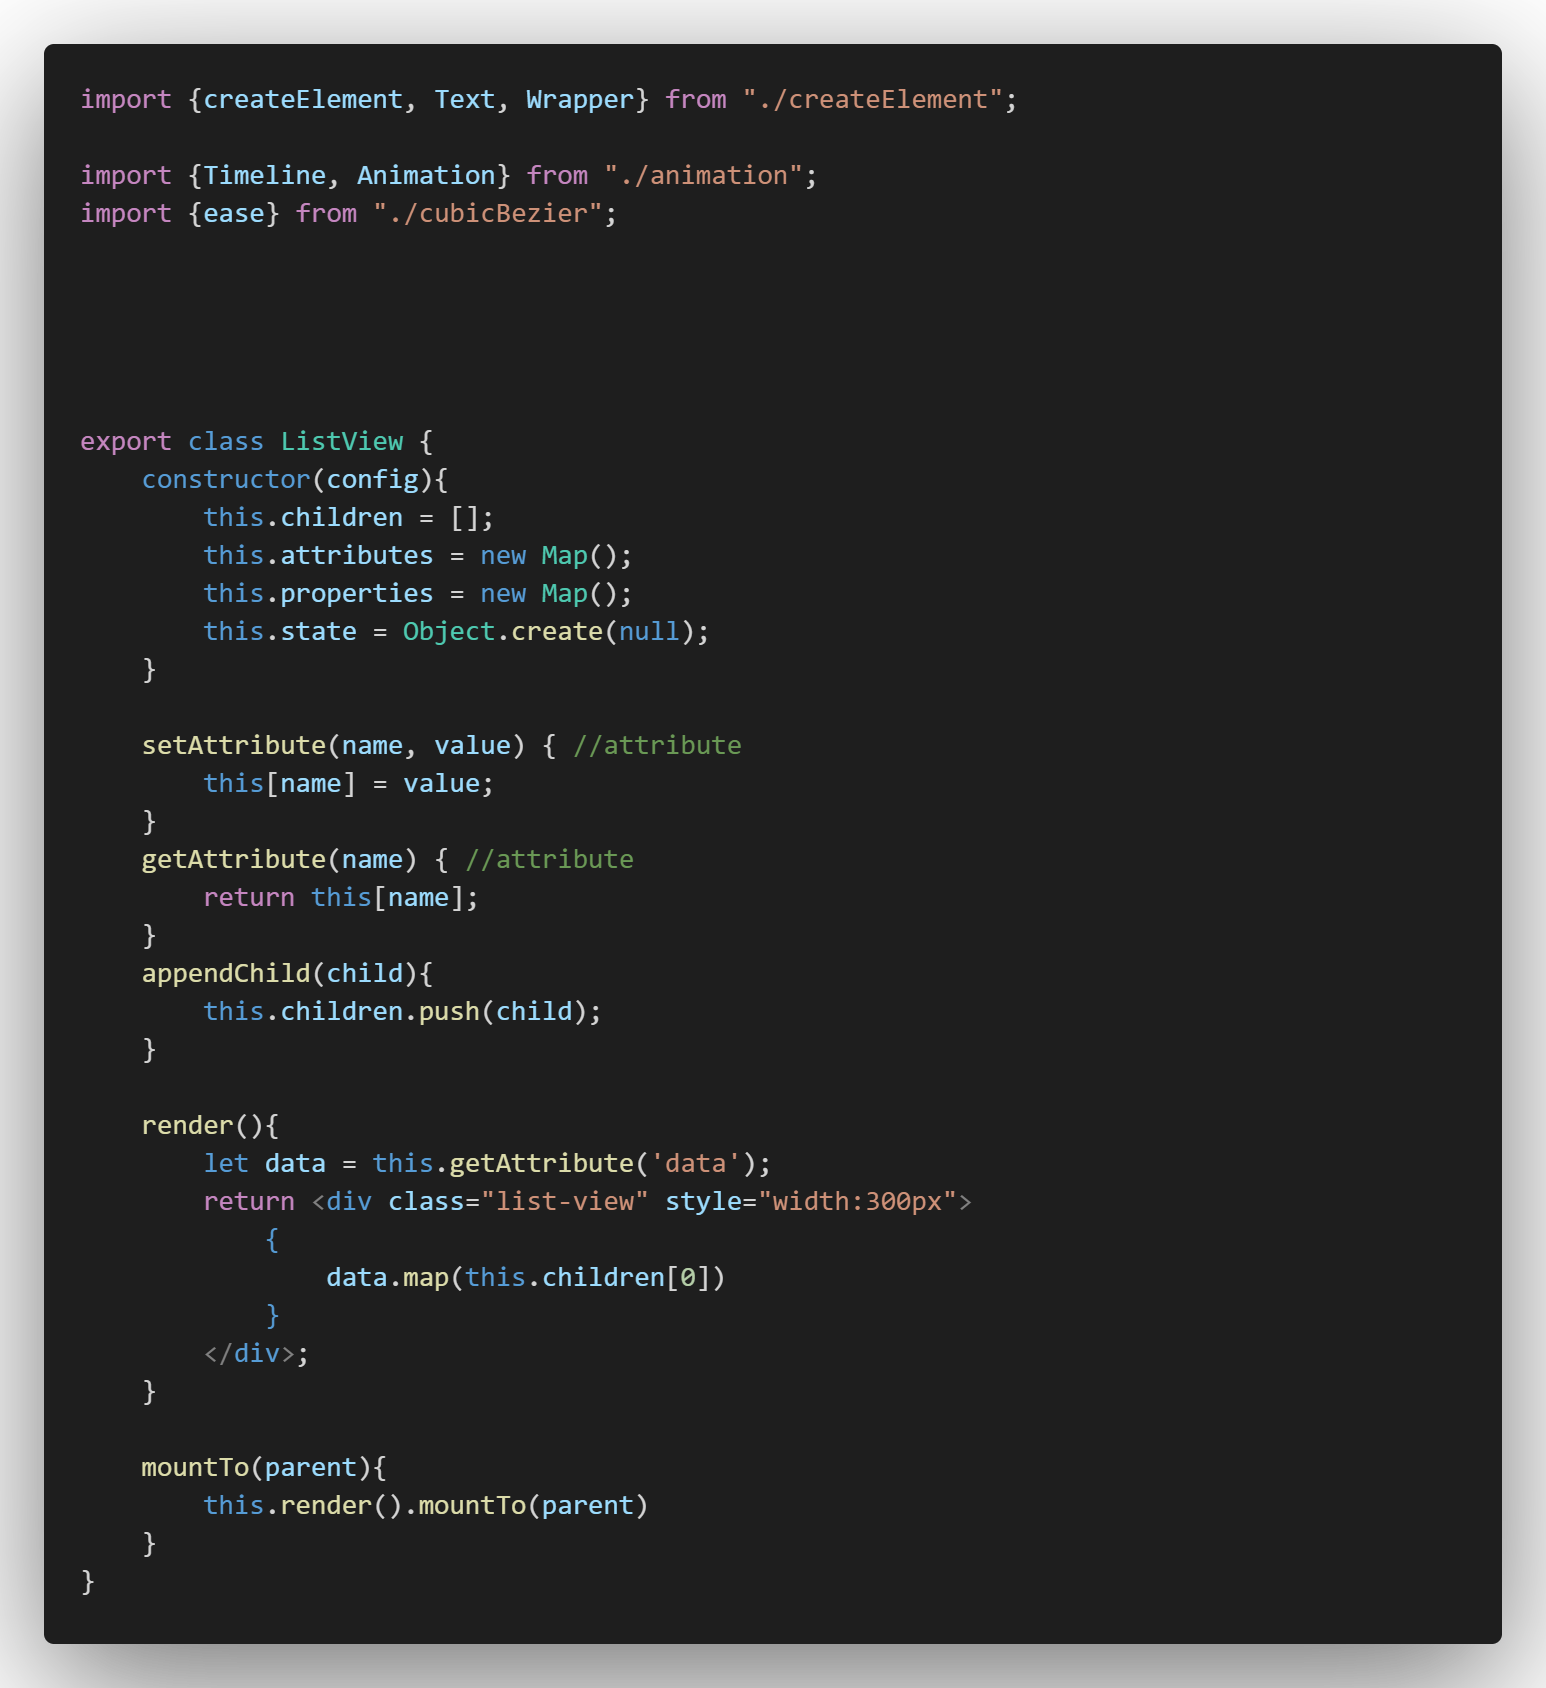 import {createElement, Text, Wrapper} from "./createElement";

import {Timeline, Animation} from "./animation";
import {ease} from "./cubicBezier";





export class ListView {
    constructor(config){
        this.children = [];
        this.attributes = new Map();
        this.properties = new Map();
        this.state = Object.create(null);
    }

    setAttribute(name, value) { //attribute
        this[name] = value;
    }
    getAttribute(name) { //attribute
        return this[name];
    }
    appendChild(child){
        this.children.push(child);
    }

    render(){
        let data = this.getAttribute('data');
        return <div class="list-view" style="width:300px">
            {
                data.map(this.children[0])
            }
        </div>;
    }

    mountTo(parent){
        this.render().mountTo(parent)
    }
}